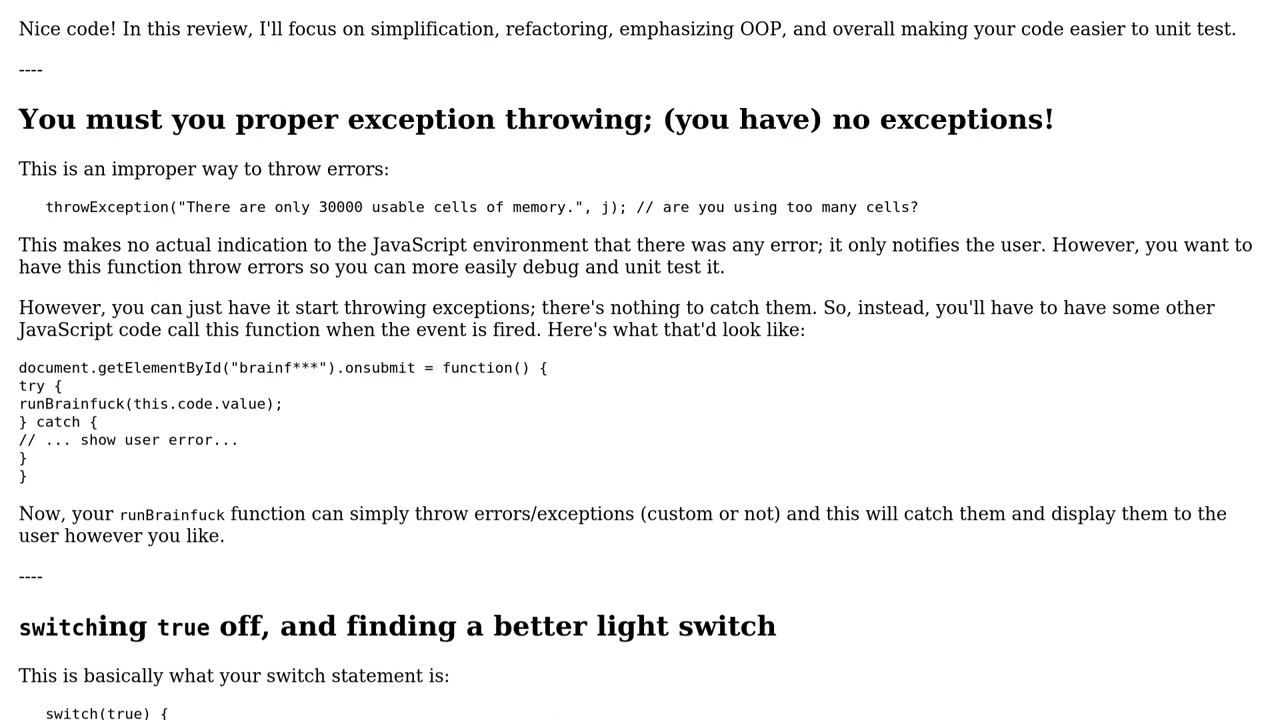 Nice code! In this review, I'll focus on simplification, refactoring, emphasizing OOP, and overall making your code easier to unit test.
----
You must you proper exception throwing; (you have) no exceptions!
This is an improper way to throw errors:
throwException("There are only 30000 usable cells of memory.", j); // are you using too many cells?
This makes no actual indication to the JavaScript environment that there was any error; it only notifies the user. However, you want to
have this function throw errors so you can more easily debug and unit test it.
However, you can just have it start throwing exceptions; there's nothing to catch them. So, instead, you'll have to have some other
JavaScript code call this function when the event is fired. Here's what that'd look like:
document.getElementById("brainf***").onsubmit = function() {
try {
runBrainfuck(this.code.value);
} catch {
// ... show user error...
}
}
Now, your runBrainfuck function can simply throw errors/exceptions (custom or not) and this will catch them and display them to the
user however you like.
----
switching true off, and finding a better light switch
This is basically what your switch statement is:
switch(true) {